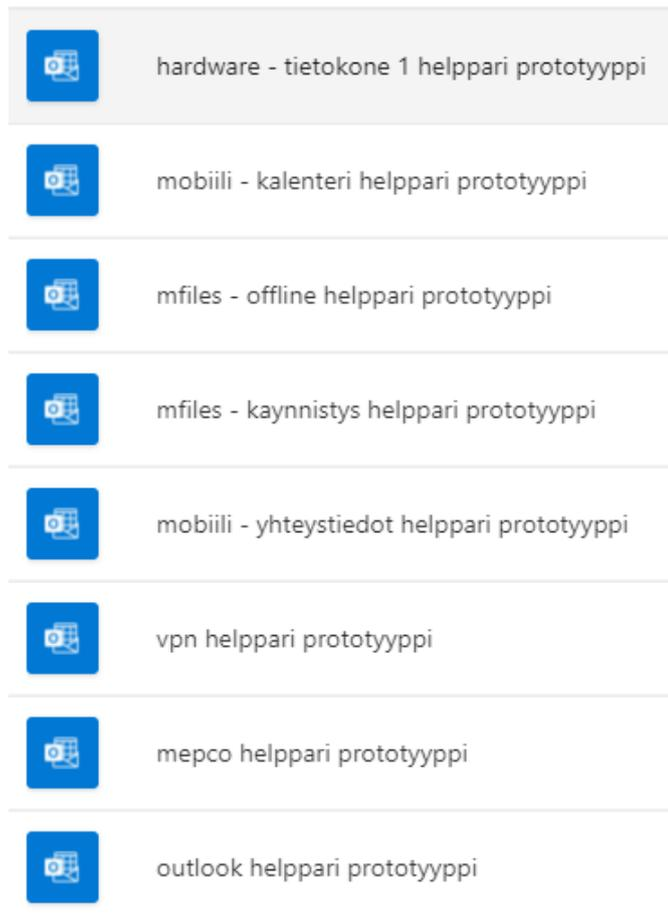 hardware - tietokone 1 helppari prototyyppi
mobiili - kalenteri helppari prototyyppi
mfiles - offline helppari prototyyppi
mfiles - kaynnistys helppari prototyyppi
mobiili - yhteystiedot helppari prototyyppi
vpn helppari prototyyppi
mepco helppari prototyyppi
outlook helppari prototyyppi